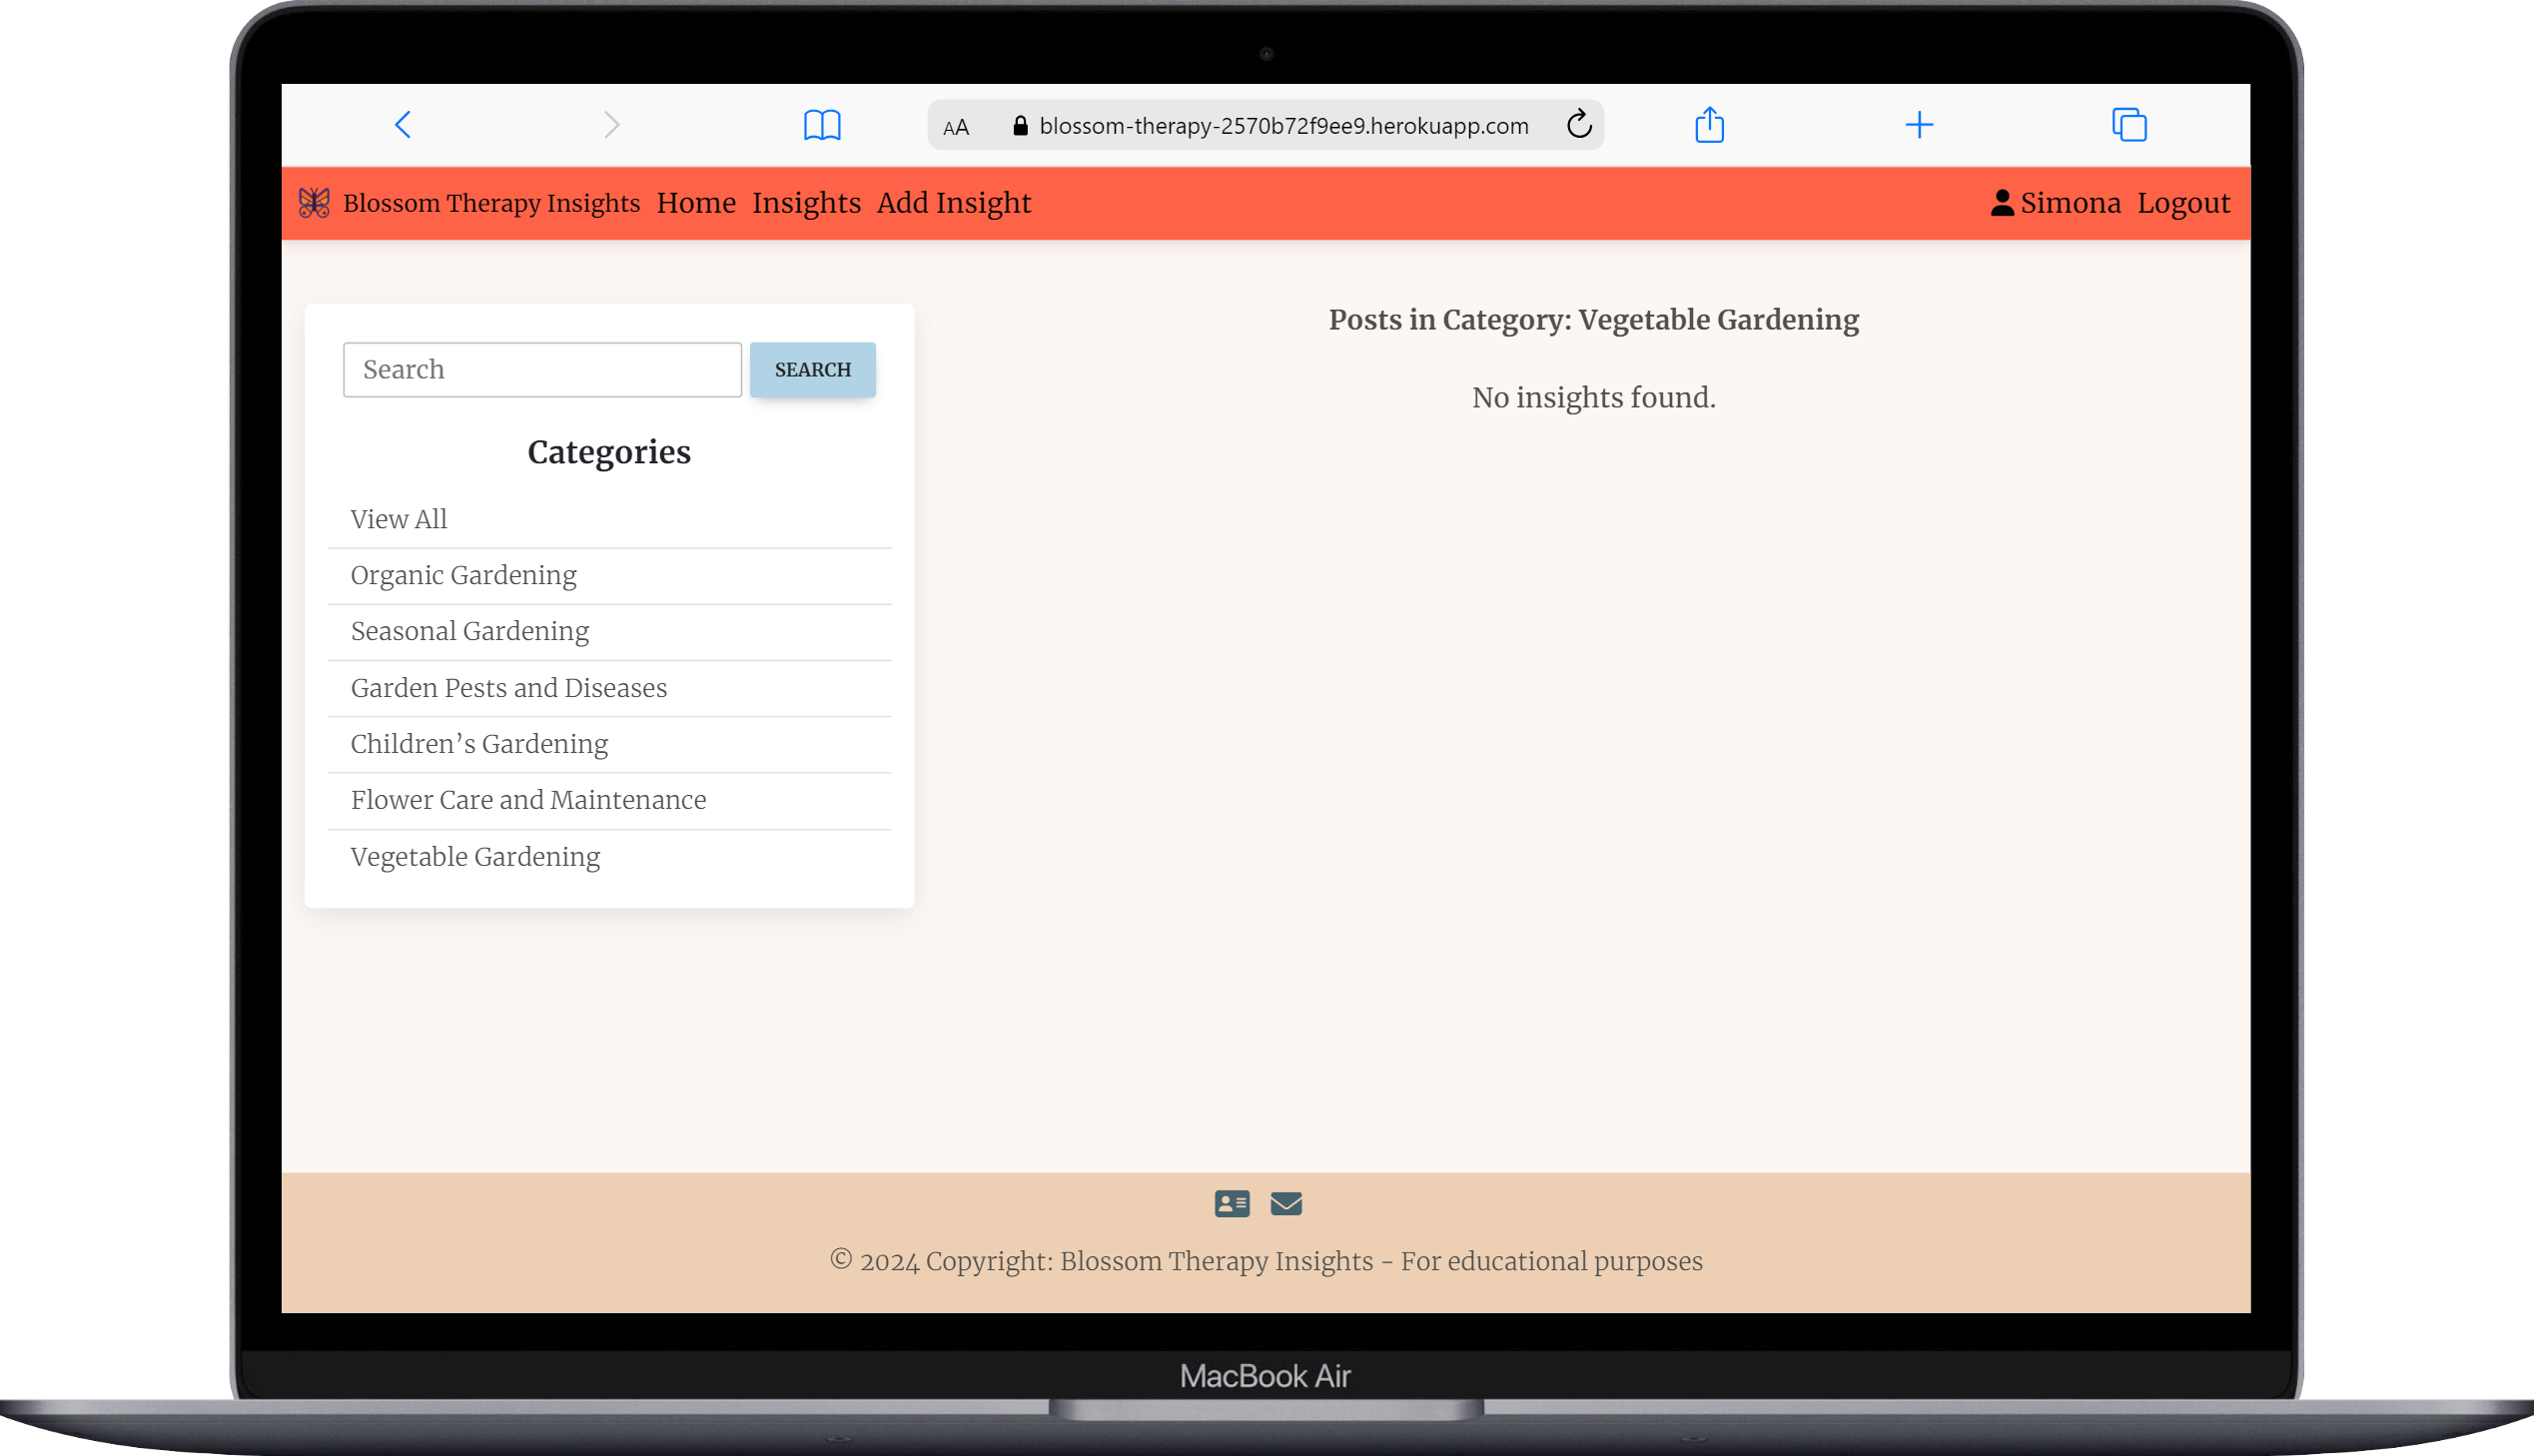 AA blossom-therapy-2570b72f9ee9.herokuapp.com
Blossom Therapy Insights Home Insights Add Insight Simona Logout
Search SEARCH
Categories
View All
Organic Gardening
Seasonal Gardening
Garden Pests and Diseases
Children’s Gardening
Flower Care and Maintenance
Vegetable Gardening
Posts in Category: Vegetable Gardening
No insights found.
© 2024 Copyright: Blossom Therapy Insights - For educational purposes
MacBook Air